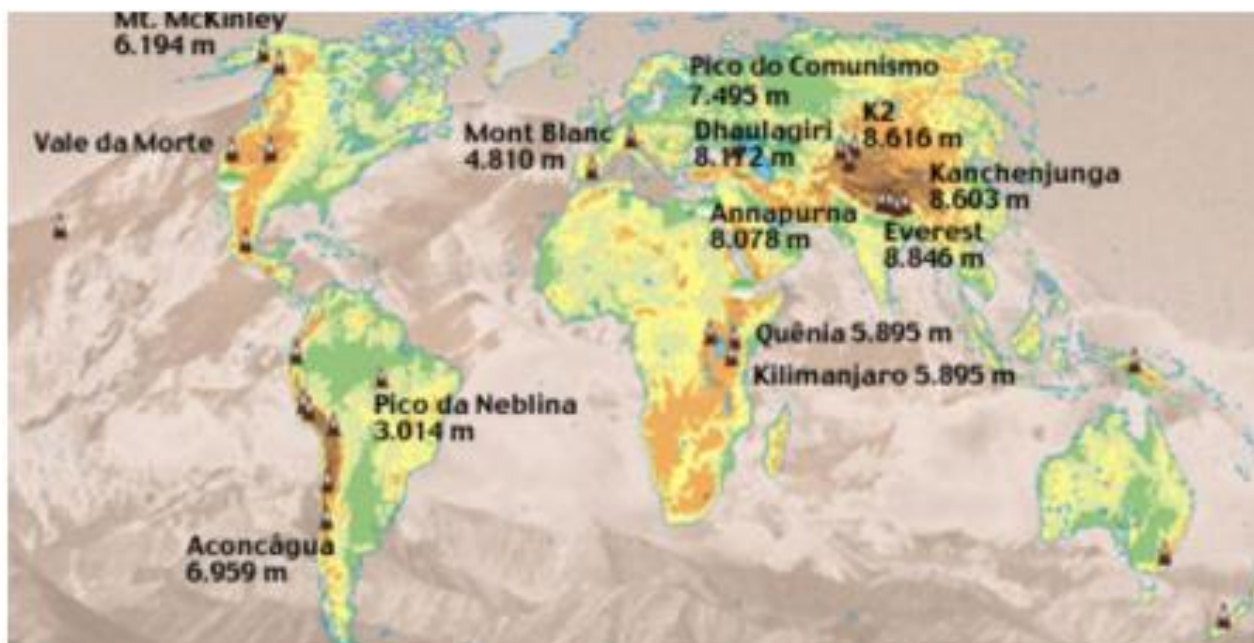 Mt. McKinley
6.194 m
Vale da Morte
Mont Blanc
4.810 m
Pico do Comunismo
7.495 m
Dhaulagiri
8.172 m
K2
8.616 m
Kanchenjunga
8.603 m
Annapurna
8.078 m
Everest
8.846 m
Quênia 5.895 m
Kilimanjaro 5.895 m
Pico da Neblina
3.014 m
Aconcágua
6.959 m